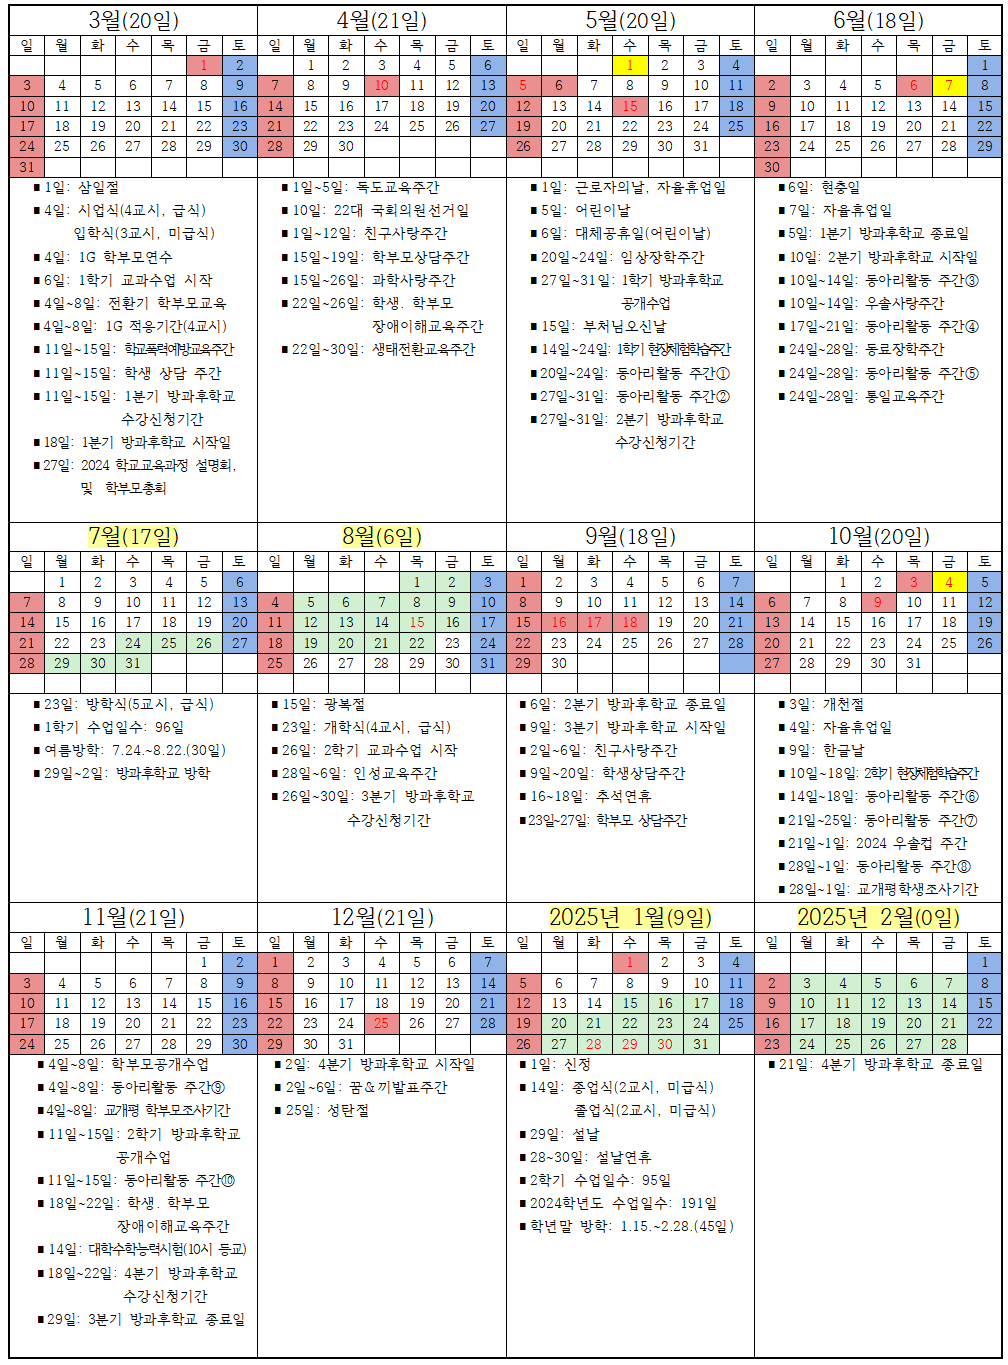 3월(20일)
일 월 화 수 목 금 토
1 2
3 4 5 6 7 8 9
10 11 12 13 14 15 16
17 18 19 20 21 22 23
24 25 26 27 28 29 30
31
■1일: 삼일절
■4일: 시업식(4교시, 급식)
입학식(3교시, 미급식)
■4일: 1G 학부모연수
■6일: 1학기 교과수업 시작
■4일~8일: 전환기 학부모교육
■4일~8일: 1G 적응기간(4교시)
■11일~15일: 학교폭력예방교육주간
■11일~15일: 학생 상담 주간
■11일~15일: 1분기 방과후학교
수강신청기간
■18일: 1분기 방과후학교 시작일
■27일: 2024 학교교육과정 설명회,
및 학부모총회
4월(21일)
일 월 화 수 목 금 토
1 2 3 4 5 6
7 8 9 10 11 12 13
14 15 16 17 18 19 20
21 22 23 24 25 26 27
28 29 30
■1일~5일: 독도교육주간
■10일: 22대 국회의원선거일
■1일~12일: 친구사랑주간
■15일~19일: 학부모상담주간
■15일~26일: 과학사랑주간
■22일~26일: 학생. 학부모
장애이해교육주간
■22일~30일: 생태전환교육주간
5월(20일)
일 월 화 수 목 금 토
1 2 3 4
5 6 7 8 9 10 11
12 13 14 15 16 17 18
19 20 21 22 23 24 25
26 27 28 29 30 31
■1일: 근로자의날, 자율휴업일
■5일: 어린이날
■6일: 대체공휴일(어린이날)
■20일~24일: 임상장학주간
■27일~31일: 1학기 방과후학교
공개수업
■15일: 부처님오신날
■14일~24일: 1학기 현장체험학습주간
■20일~24일: 동아리활동 주간①
■27일~31일: 동아리활동 주간②
■27일~31일: 2분기 방과후학교
수강신청기간
6월(18일)
일 월 화 수 목 금 토
1
2 3 4 5 6 7 8
9 10 11 12 13 14 15
16 17 18 19 20 21 22
23 24 25 26 27 28 29
30
■6일: 현충일
■7일: 자율휴업일
■5일: 1분기 방과후학교 종료일
■10일: 2분기 방과후학교 시작일
■10일~14일: 동아리활동 주간③
■10일~14일: 우솔사랑주간
■17일~21일: 동아리활동 주간④
■24일~28일: 동료장학주간
■24일~28일: 동아리활동 주간⑤
■24일~28일: 통일교육주간
7월(17일)
일 월 화 수 목 금 토
1 2 3 4 5 6
7 8 9 10 11 12 13
14 15 16 17 18 19 20
21 22 23 24 25 26 27
28 29 30 31
■23일: 방학식(5교시, 급식)
■1학기 수업일수: 96일
■여름방학: 7.24.~8.22.(30일)
■29일~2일: 방과후학교 방학
8월(6일)
일 월 화 수 목 금 토
1 2 3
4 5 6 7 8 9 10
11 12 13 14 15 16 17
18 19 20 21 22 23 24
25 26 27 28 29 30 31
■15일: 광복절
■23일: 개학식(4교시, 급식)
■26일: 2학기 교과수업 시작
■28일~6일: 인성교육주간
■26일~30일: 3분기 방과후학교
수강신청기간
9월(18일)
일 월 화 수 목 금 토
1 2 3 4 5 6 7
8 9 10 11 12 13 14
15 16 17 18 19 20 21
22 23 24 25 26 27 28
29 30
■6일: 2분기 방과후학교 종료일
■9일: 3분기 방과후학교 시작일
■2일~6일: 친구사랑주간
■9일~20일: 학생상담주간
■16~18일: 추석연휴
■23일~27일: 학부모 상담주간
10월(20일)
일 월 화 수 목 금 토
1 2 3 4 5
6 7 8 9 10 11 12
13 14 15 16 17 18 19
20 21 22 23 24 25 26
27 28 29 30 31
■3일: 개천절
■4일: 자율휴업일
■9일: 한글날
■10일~18일: 2학기 현장체험학습주간
■14일~18일: 동아리활동 주간⑥
■21일~25일: 동아리활동 주간⑦
■21일~1일: 2024 우솔컵 주간
■28일~1일: 동아리활동 주간⑧
■28일~1일: 교개평학생조사기간
11월(21일)
일 월 화 수 목 금 토
1 2
3 4 5 6 7 8 9
10 11 12 13 14 15 16
17 18 19 20 21 22 23
24 25 26 27 28 29 30
■4일~8일: 학부모공개수업
■4일~8일: 동아리활동 주간⑨
■4일~8일: 교개평 학부모조사기간
■11일~15일: 2학기 방과후학교
공개수업
■11일~15일: 동아리활동 주간⑩
■18일~22일: 학생. 학부모
장애이해교육주간
■14일: 대학수학능력시험(10시 등교)
■18일~22일: 4분기 방과후학교
수강신청기간
■29일: 3분기 방과후학교 종료일
12월(21일)
일 월 화 수 목 금 토
1 2 3 4 5 6 7
8 9 10 11 12 13 14
15 16 17 18 19 20 21
22 23 24 25 26 27 28
29 30 31
■2일: 4분기 방과후학교 시작일
■2일~6일: 꿈&끼발표주간
■25일: 성탄절
2025년 1월(9일)
일 월 화 수 목 금 토
1 2 3 4
5 6 7 8 9 10 11
12 13 14 15 16 17 18
19 20 21 22 23 24 25
26 27 28 29 30 31
■1일: 신정
■14일: 종업식(2교시, 미급식)
졸업식(2교시, 미급식)
■29일: 설날
■28~30일: 설날연휴
■2학기 수업일수: 95일
■2024학년도 수업일수: 191일
■학년말 방학: 1.15.~2.28.(45일)
2025년 2월(0일)
일 월 화 수 목 금 토
1
2 3 4 5 6 7 8
9 10 11 12 13 14 15
16 17 18 19 20 21 22
23 24 25 26 27 28
■21일: 4분기 방과후학교 종료일